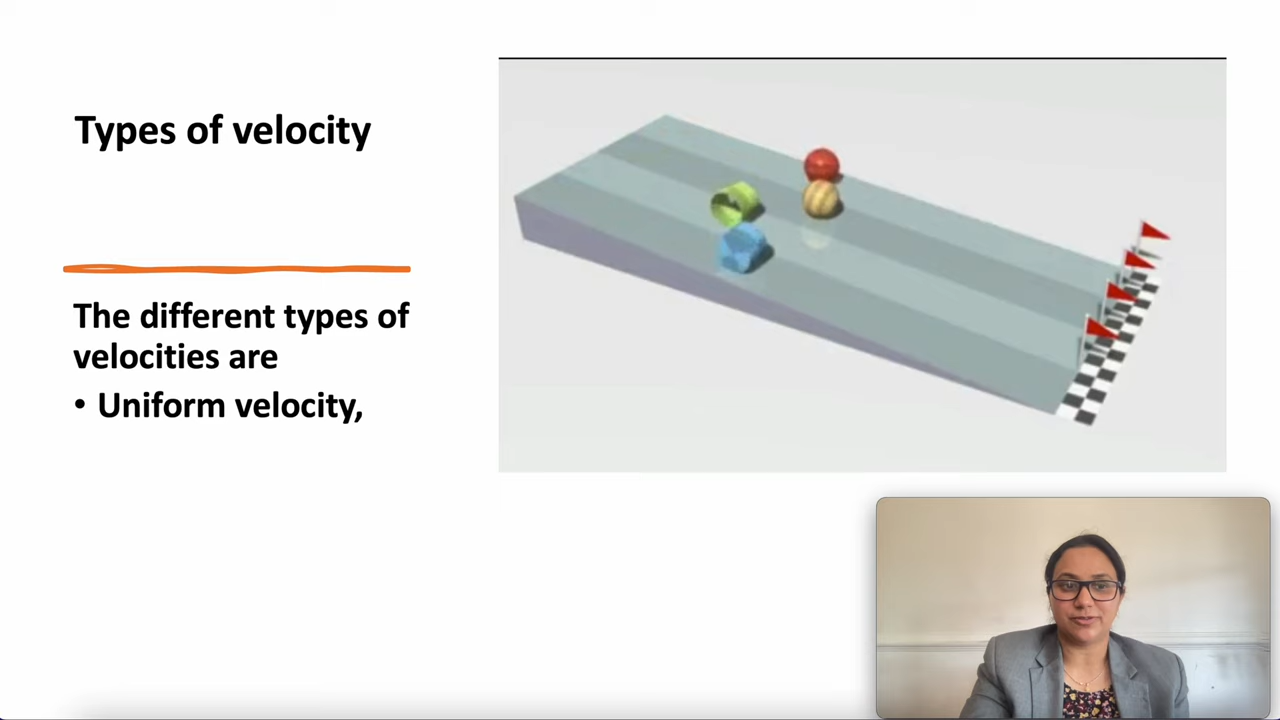 Types of velocity
The different types of
velocities are
• Uniform velocity,